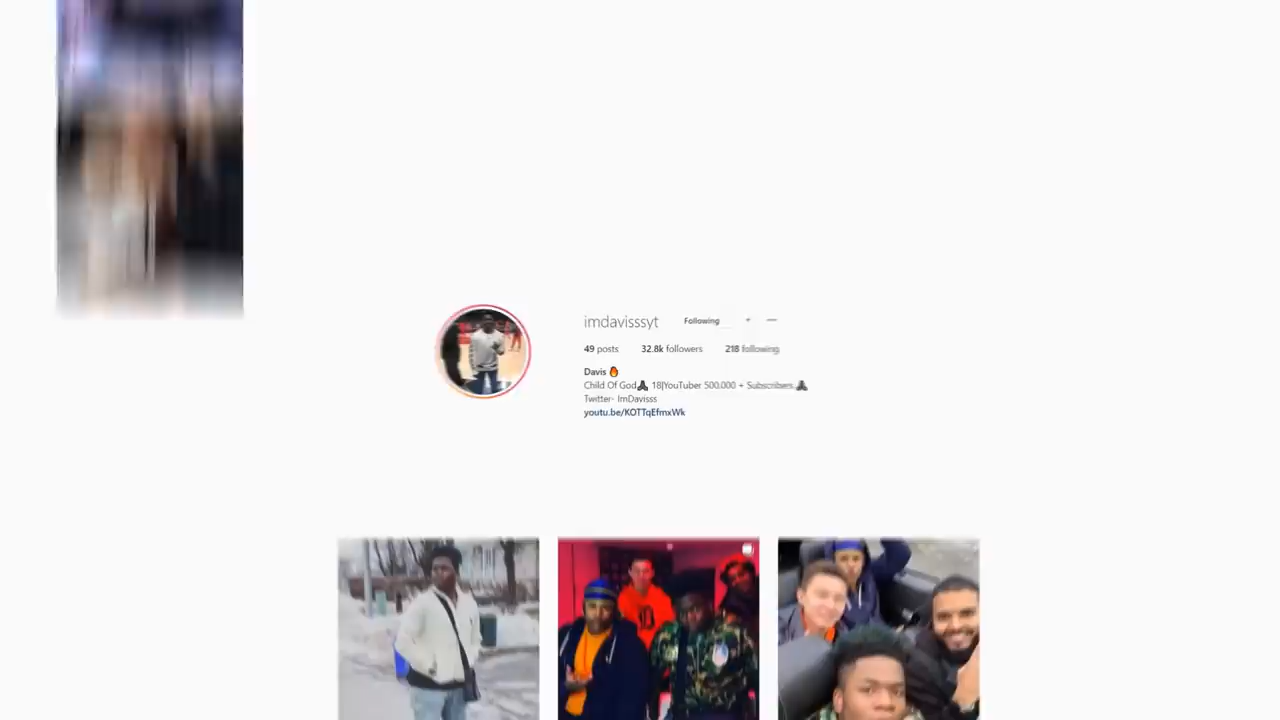 imdavisssyt Following
49 posts 32.8k followers 218 following
Davis 🔥
Child Of God🙏🏿 18|YouTuber 500.000 + Subscribers🙏🏿
Twitter- ImDavisss
youtu.be/KOTTqEfmxWk